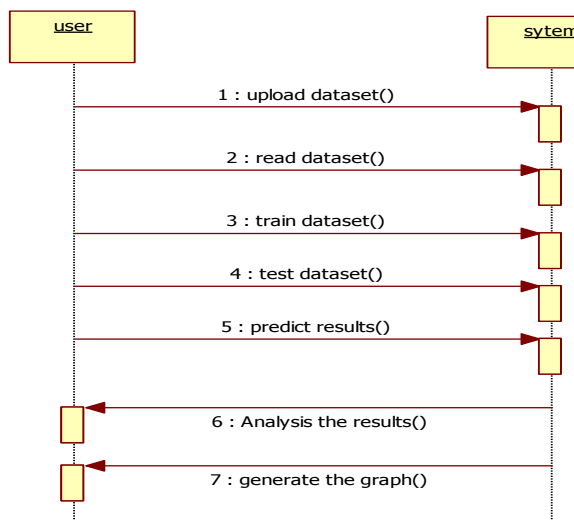 user
sytem
1 : upload dataset()
2 : read dataset()
3 : train dataset()
4 : test dataset()
5 : predict results()
6 : Analysis the results()
7 : generate the graph()